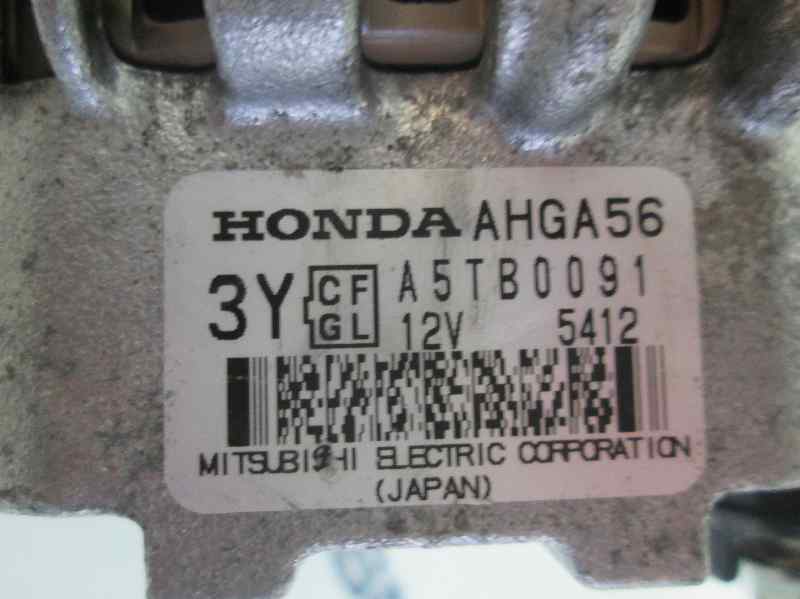 HONDA AHGA56
3Y CF A5TB0091
GL 12V 5412
MITSUBISHI ELECTRIC CORPORATION
(JAPAN)